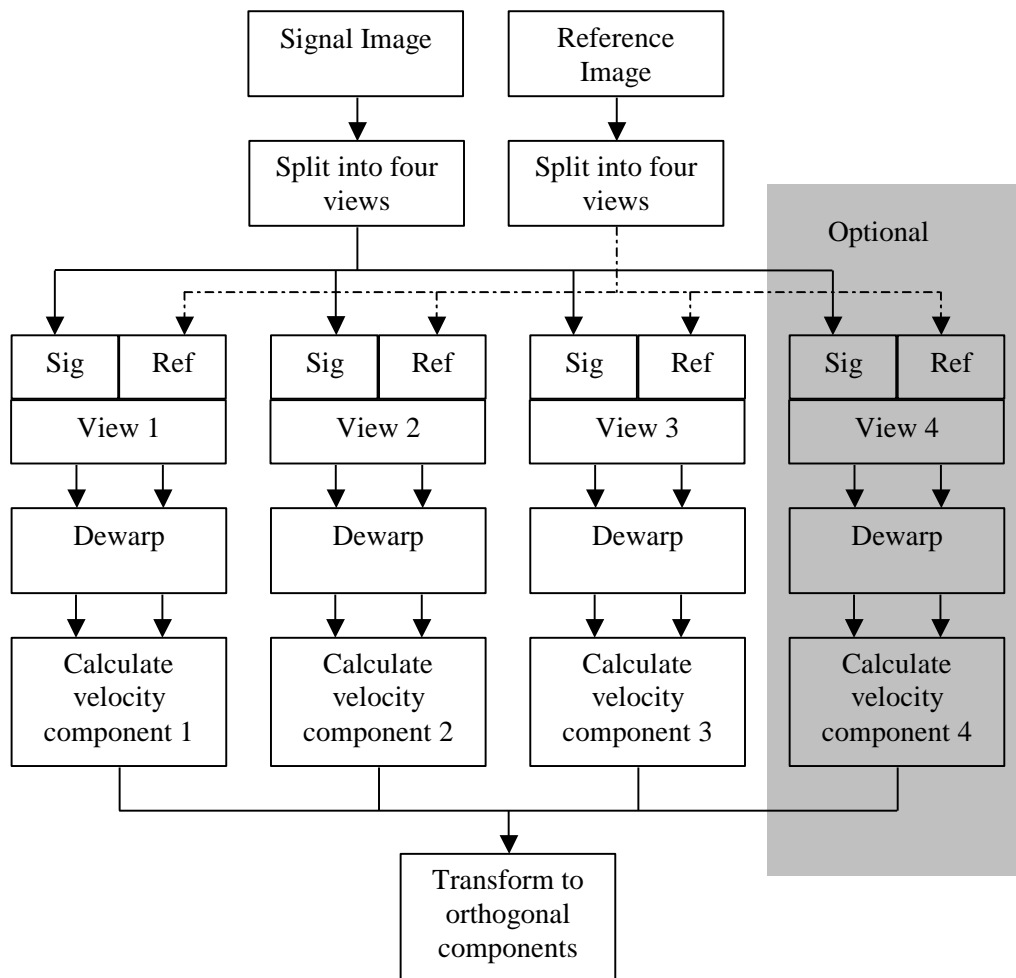 Signal Image
Reference
Image
Split into four
views
Split into four
views
Optional
Sig
Ref
Sig
Ref
Sig
Ref
Sig
Ref
View 1
View 2
View 3
View 4
Dewarp
Dewarp
Dewarp
Dewarp
Calculate
velocity
component 1
Calculate
velocity
component 2
Calculate
velocity
component 3
Calculate
velocity
component 4
Transform to
orthogonal
components